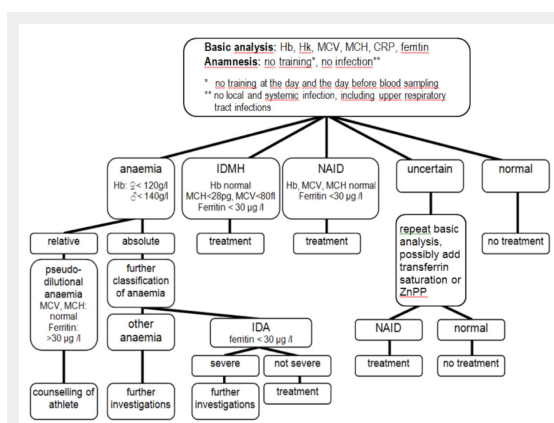 Basic analysis: Hb, Hk, MCV, MCH, CRP, ferritin
Anamnesis: no training*, no infection**
* no training at the day and the day before blood sampling
** no local and systemic infection, including upper respiratory
tract infections
anaemia
Hb: ♀< 120g/l
♂< 140g/l
IDMH
Hb normal
MCH<28pg, MCV<80fl
Ferritin < 30 µg /l
NAID
Hb, MCV, MCH normal
Ferritin <30 µg /l
uncertain
normal
relative
absolute
treatment
treatment
repeat basic
analysis,
possibly add
transferrin
saturation or
ZnPP
no treatment
pseudo-
dilutional
anaemia
MCV, MCH:
normal
Ferritin:
>30 µg /l
further
classification
of anaemia
other
anaemia
IDA
ferritin < 30 µg /l
NAID
normal
severe
not severe
treatment
no treatment
counselling of
athlete
further
investigations
further
investigations
treatment